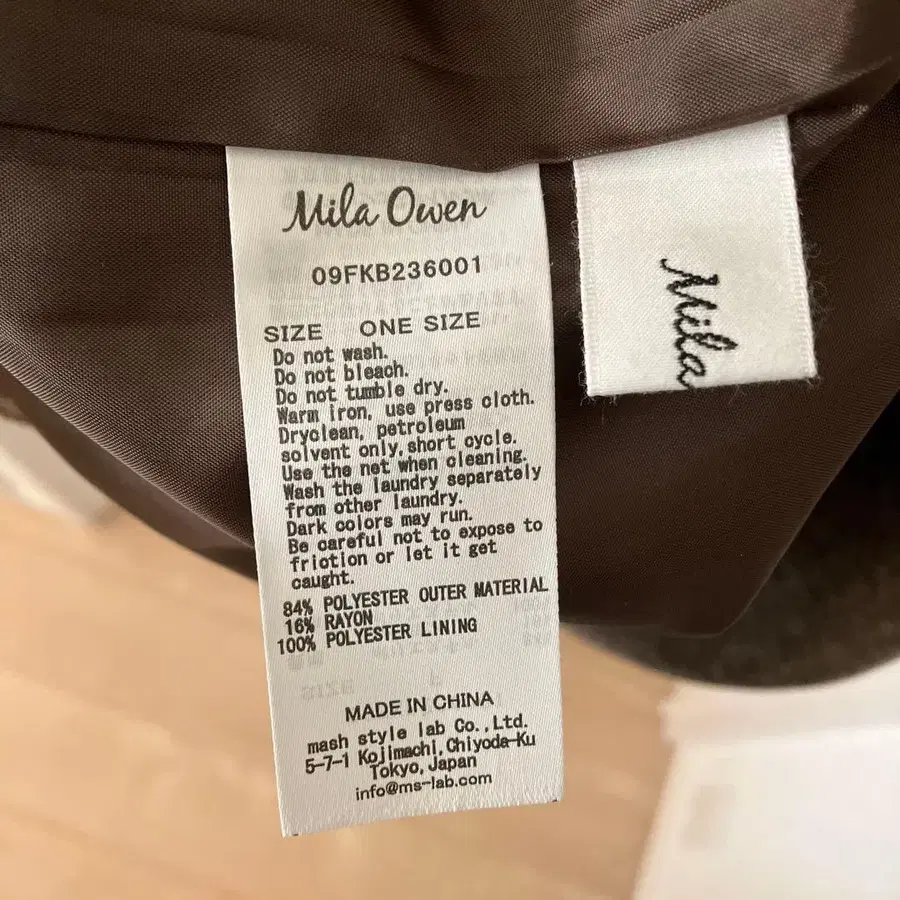 Mila Owen
09FKB236001
SIZE ONE SIZE
Do not wash.
Do not bleach.
Do not tumble dry.
Warm iron, use press cloth.
Dryclean, petroleum
solvent only,short cycle.
Use the net when cleaning.
Wash the laundry separately
from other laundry.
Dark colors may run.
Be careful not to expose to
friction or let it get
caught.
84% POLYESTER OUTER MATERIAL
16% RAYON
100% POLYESTER LINING
MADE IN CHINA
mash style lab Co.,Ltd.
5-7-1 Kojimachi,Chiyoda-Ku
Tokyo,Japan
info@ms-lab.com
Mila